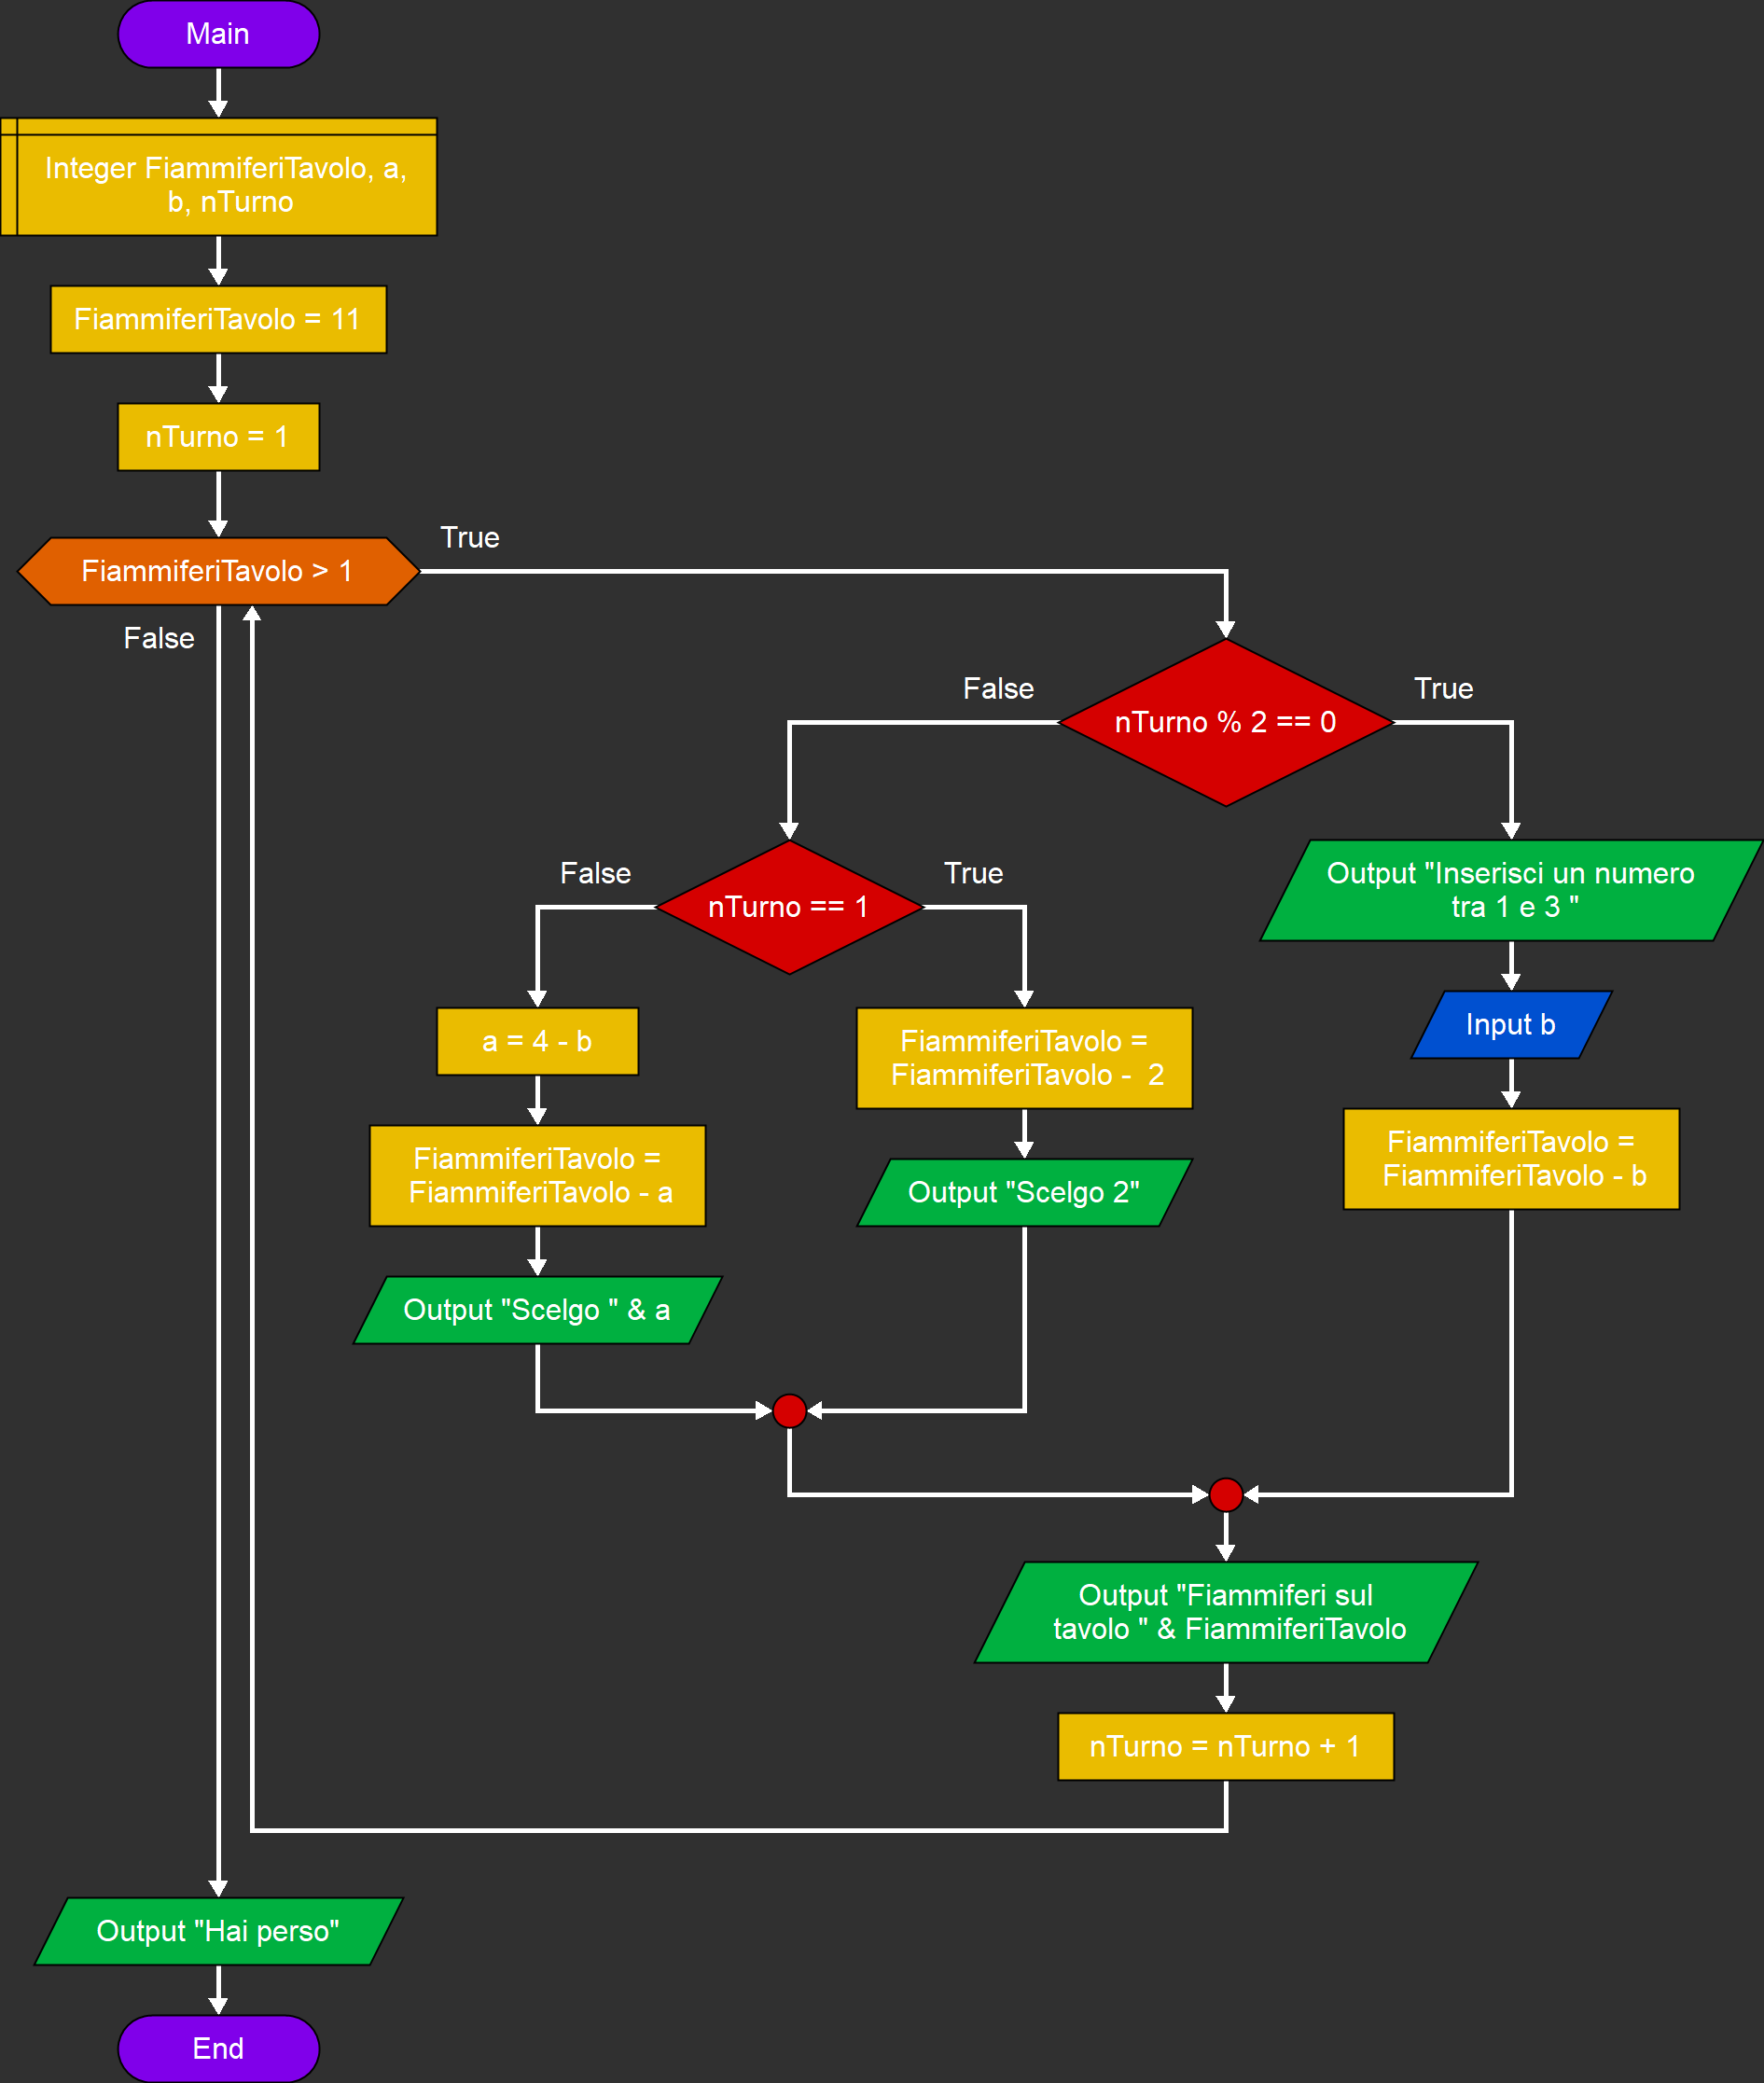 Main
Integer FiammiferiTavolo, a,
b, nTurno
FiammiferiTavolo = 11
nTurno = 1
FiammiferiTavolo > 1
True
False
nTurno % 2 == 0
False
True
nTurno == 1
False
True
a = 4 - b
FiammiferiTavolo =
FiammiferiTavolo - a
Output "Scelgo " & a
FiammiferiTavolo =
FiammiferiTavolo -  2
Output "Scelgo 2"
Output "Inserisci un numero
tra 1 e 3 "
Input b
FiammiferiTavolo =
FiammiferiTavolo - b
Output "Fiammiferi sul
tavolo " & FiammiferiTavolo
nTurno = nTurno + 1
Output "Hai perso"
End